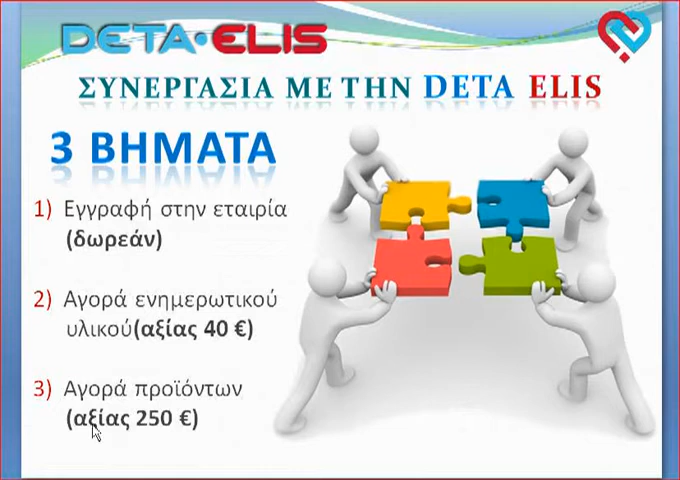 DETA·ELIS
ΣΥΝΕΡΓΑΣΙΑ ΜΕ ΤΗΝ DETA ELIS
3 ΒΗΜΑΤΑ
1) Εγγραφή στην εταιρία
(δωρεάν)
2) Αγορά ενημερωτικού
υλικού(αξίας 40 €)
3) Αγορά προϊόντων
(αξίας 250 €)